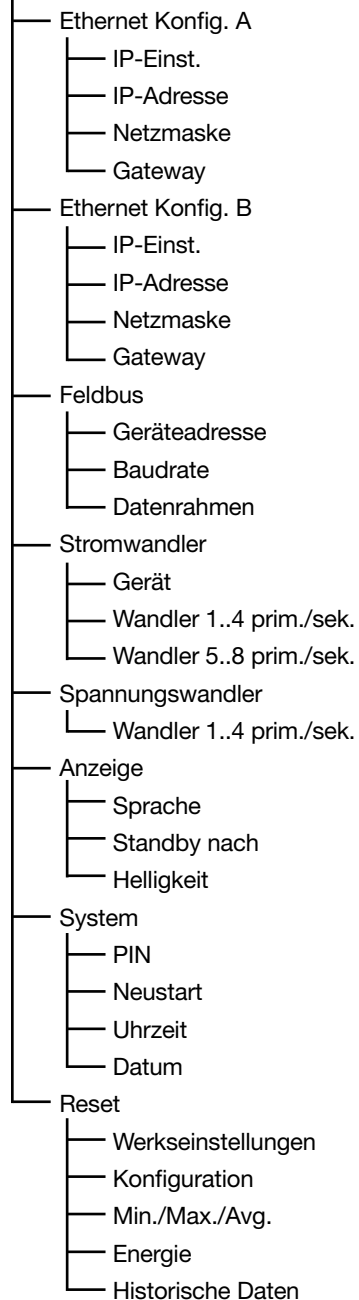 Ethernet Konfig. A
IP-Einst.
IP-Adresse
Netzmaske
Gateway
Ethernet Konfig. B
IP-Einst.
IP-Adresse
Netzmaske
Gateway
Feldbus
Geräteadresse
Baudrate
Datenrahmen
Stromwandler
Gerät
Wandler 1..4 prim./sek.
Wandler 5..8 prim./sek.
Spannungswandler
Wandler 1..4 prim./sek.
Anzeige
Sprache
Standby nach
Helligkeit
System
PIN
Neustart
Uhrzeit
Datum
Reset
Werkseinstellungen
Konfiguration
Min./Max./Avg.
Energie
Historische Daten